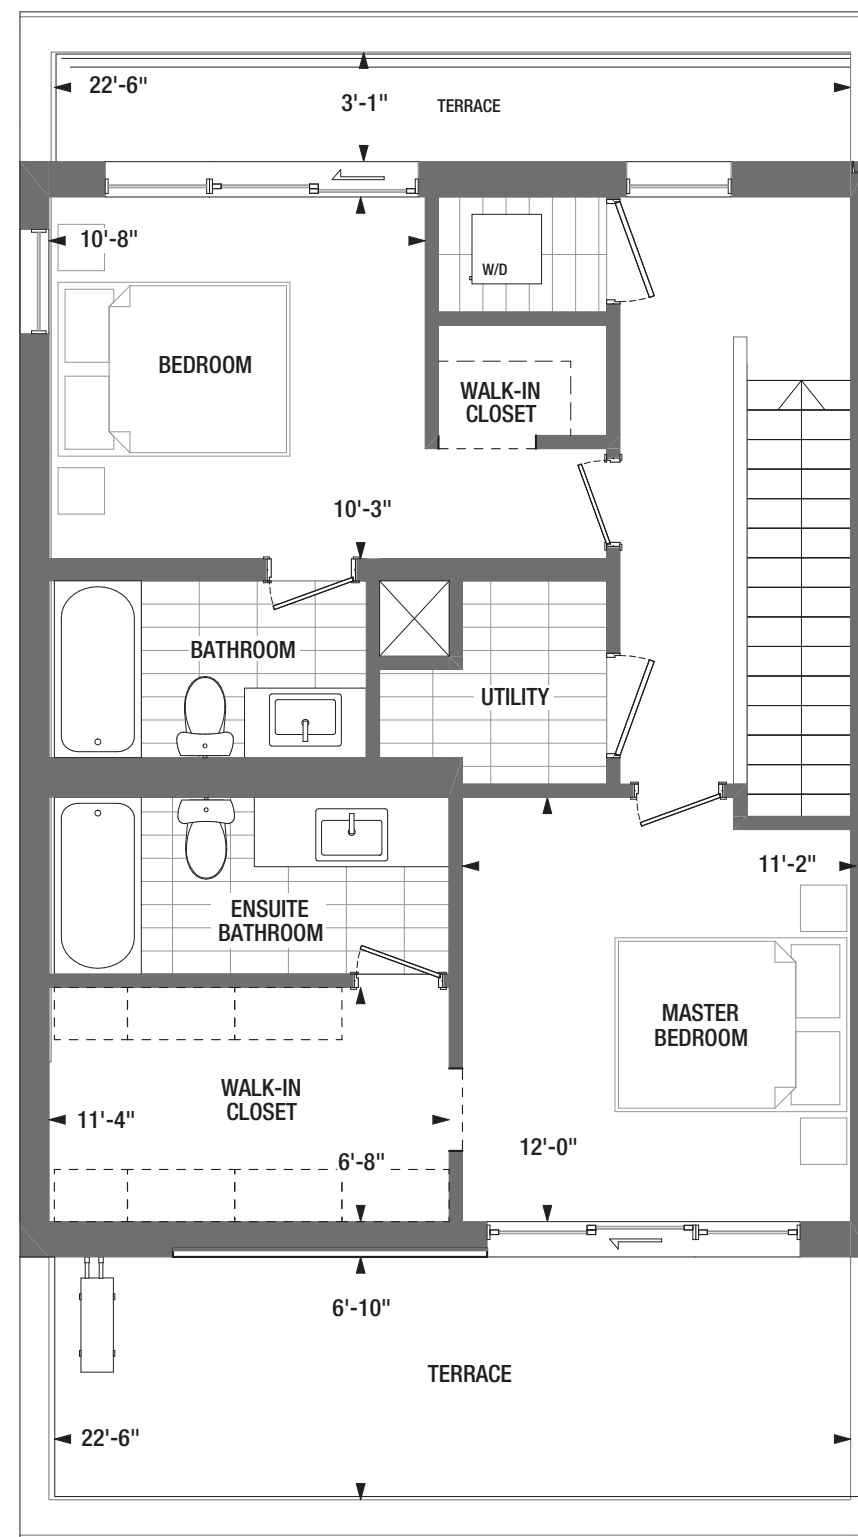 22'-6"
3'-1"
TERRACE
10'-8"
W/D
BEDROOM
WALK-IN
CLOSET
10'-3"
BATHROOM
UTILITY
11'-2"
ENSUITE
BATHROOM
MASTER
BEDROOM
WALK-IN
CLOSET
11'-4"
12'-0"
6'-8"
6'-10"
TERRACE
22'-6"